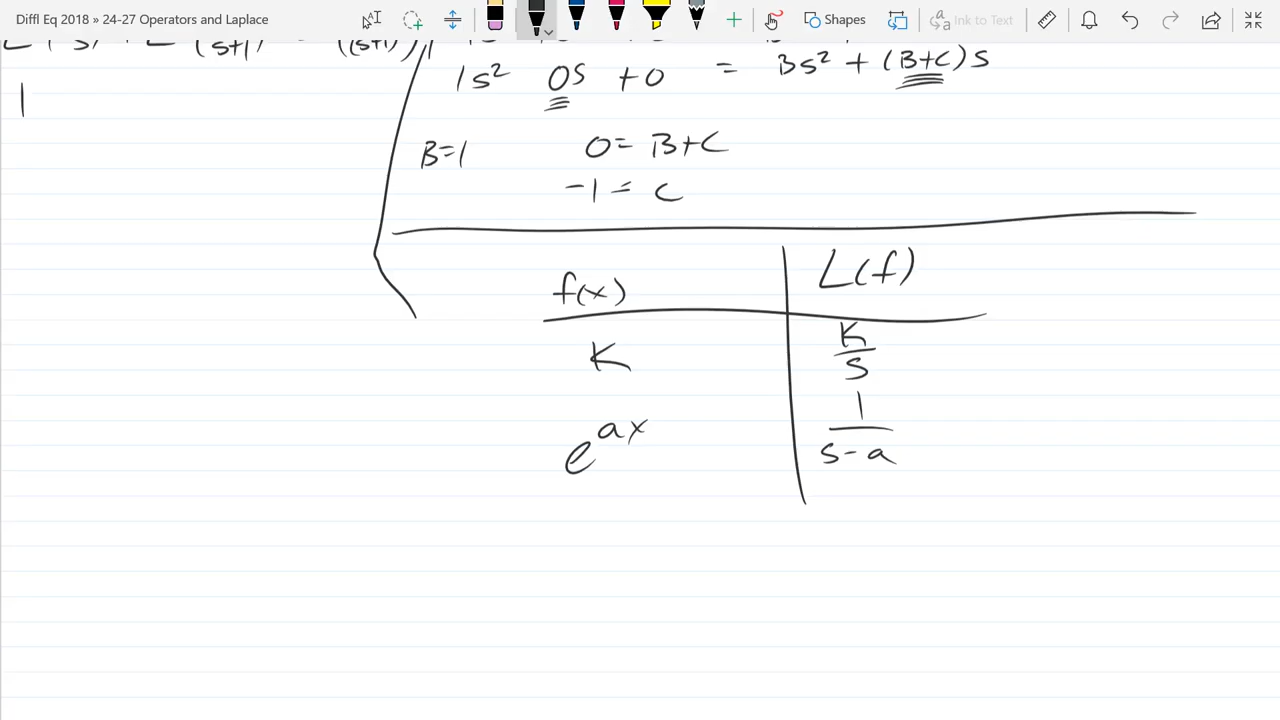 Diffl Eq 2018 » 24-27 Operators and Laplace
Shapes
Ink to Text
1s² 0s + 0 = Bs² + (B+C)s
B=1 0 = B+C
-1 = C
f(x) L(f)
K K/s
e^{ax} 1/(s-a)